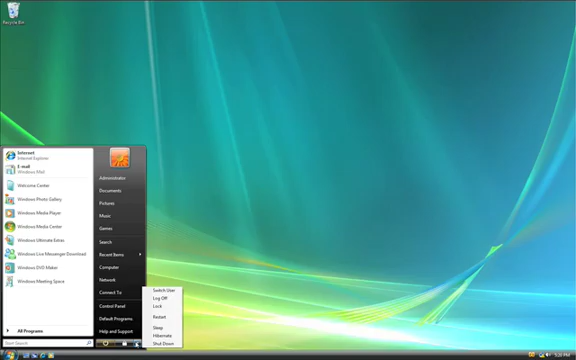 Recycle Bin
Internet
Internet Explorer
E-mail
Windows Mail
Welcome Center
Windows Photo Gallery
Windows Media Player
Windows Media Center
Windows Ultimate Extras
Windows Live Messenger Download
Windows DVD Maker
Windows Meeting Space
All Programs
Start Search
Administrator
Documents
Pictures
Music
Games
Search
Recent Items
Computer
Network
Connect To
Control Panel
Default Programs
Help and Support
Switch User
Log Off
Lock
Restart
Sleep
Hibernate
Shut Down